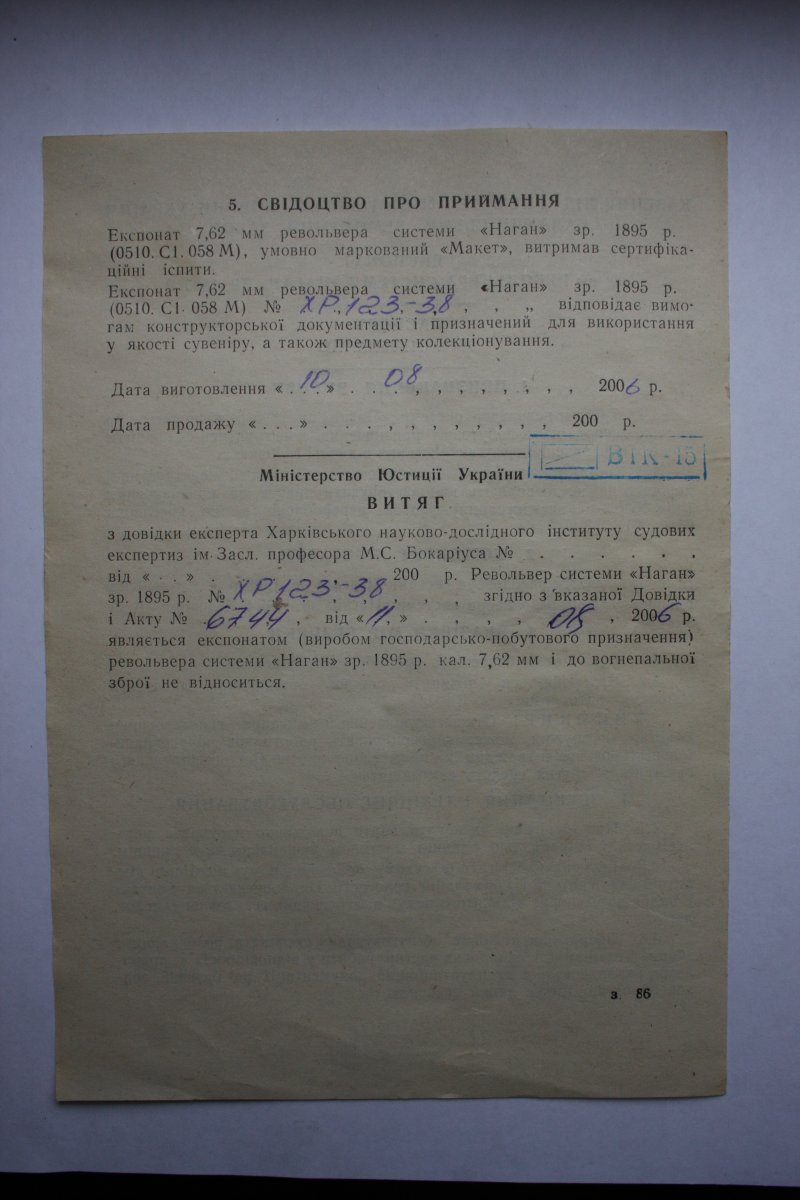 5. СВІДОЦТВО ПРО ПРИЙМАННЯ
Експонат 7,62 мм револьвера системи «Наган» зр. 1895 р.
(0510. С1. 058 М), умовно маркований «Макет», витримав сертифіка-
ційні іспити.
Експонат 7,62 мм револьвера системи «Наган» зр. 1895 р.
(0510. С1. 058 М) № ХР.123-38, , „ відповідає вимо-
гам конструкторської документації і призначений для використання
у якості сувеніру, а також предмету колекціонування.
Дата виготовлення « 10 » 08 2006 р.
Дата продажу « . . . » . . . , , , , , , , , 200 р.
ВТК-15
Міністерство Юстиції України
ВИТЯГ
з довідки експерта Харківського науково-дослідного інституту судових
експертиз ім. Засл. професора М.С. Бокаріуса № . . . . . .
від « . . » . . . . . 200 р. Револьвер системи «Наган»
зр. 1895 р. № ХР123-38 , , , згідно з вказаної Довідки
і Акту № 6744, від « 11 » . , , , 08, 2006 р.
являється експонатом (виробом господарсько-побутового призначення)
револьвера системи «Наган» зр. 1895 р. кал. 7,62 мм і до вогнепальної
зброї не відноситься.
з. 86